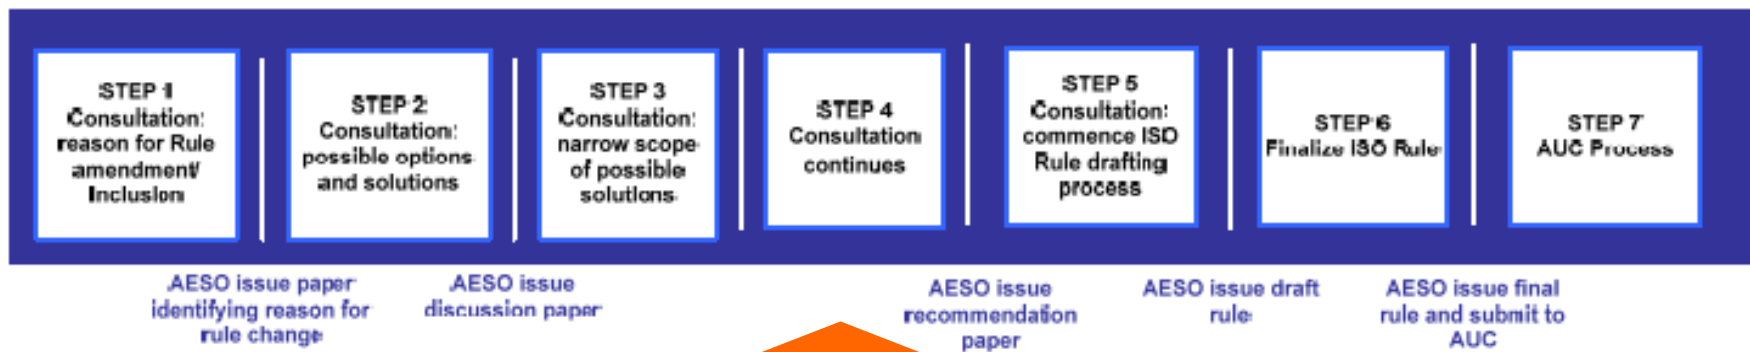 STEP 1
Consultation:
reason for Rule
amendment/
Inclusion
STEP 2
Consultation:
possible options
and solutions
STEP 3
Consultation:
narrow scope
of possible
solutions
STEP 4
Consultation
continues
STEP 5
Consultation:
commence ISO
Rule drafting
process
STEP 6
Finalize ISO Rule
STEP 7
AUC Process
AESO issue paper
identifying reason for
rule change
AESO issue
discussion paper
AESO issue
recommendation
paper
AESO issue draft
rule
AESO issue final
rule and submit to
AUC